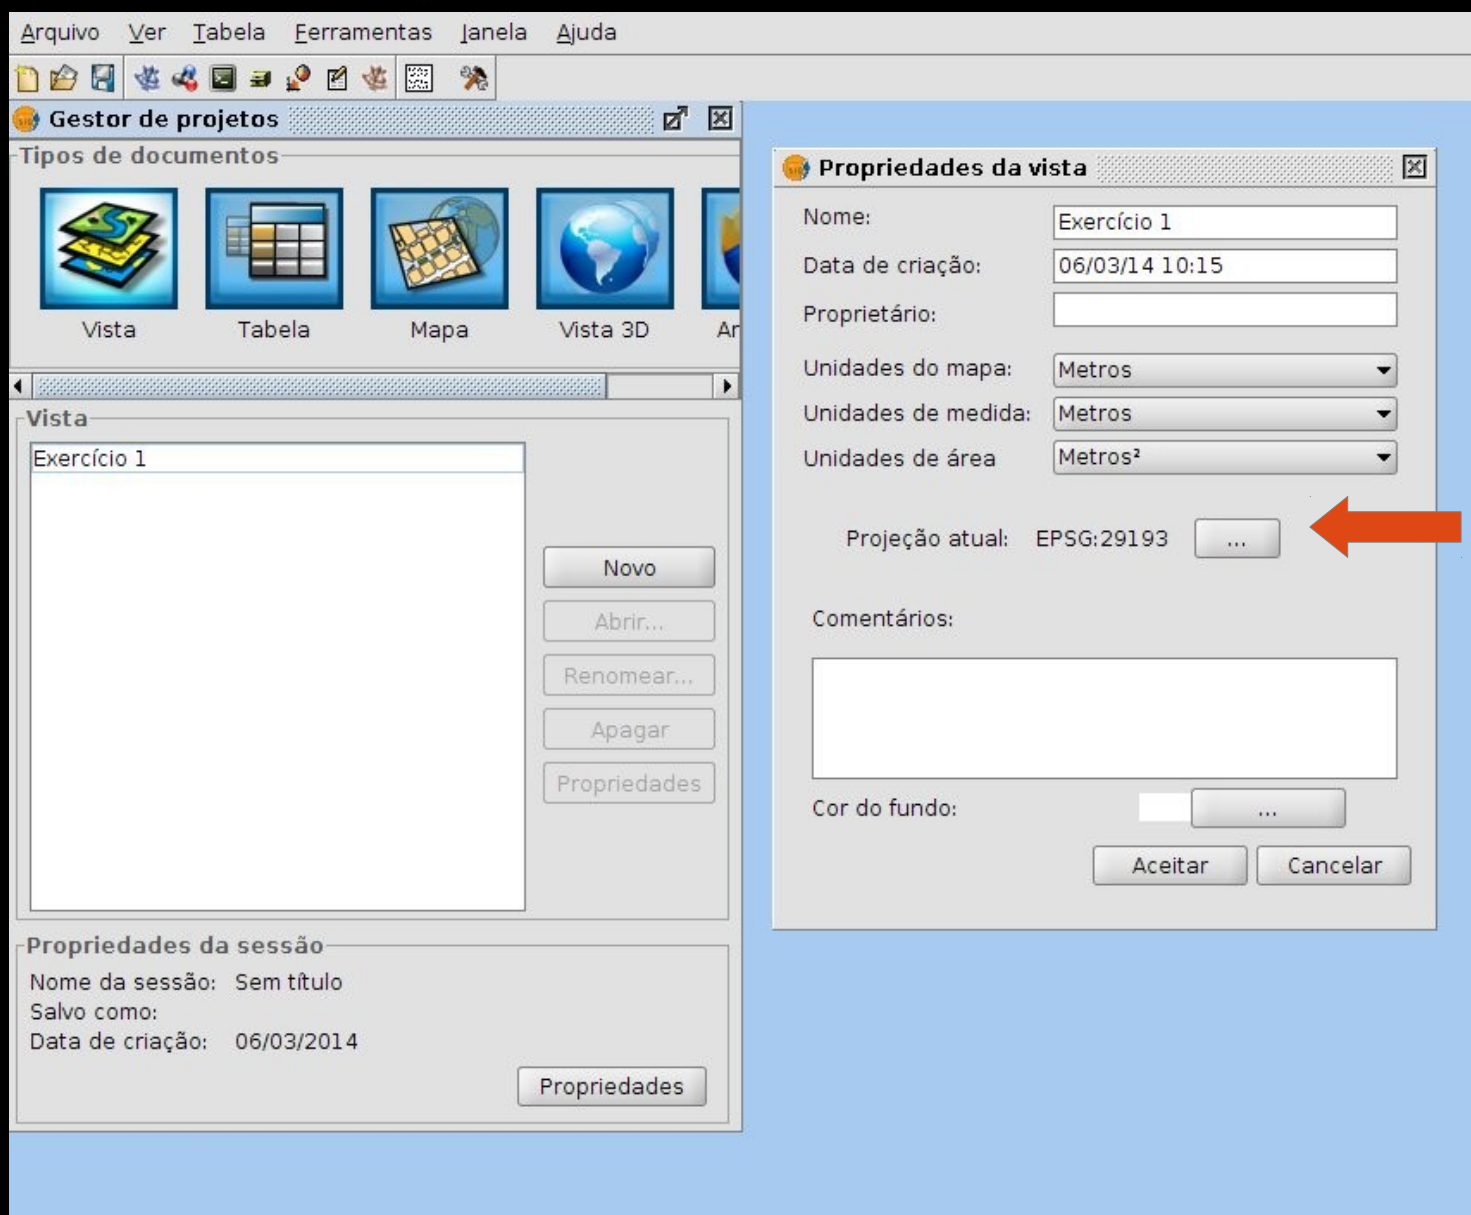 Arquivo Ver Tabela Ferramentas Janela Ajuda
Gestor de projetos
Tipos de documentos
Vista Tabela Mapa Vista 3D Ar
Vista
Exercício 1
Novo
Abrir...
Renomear...
Apagar
Propriedades
Propriedades da sessão
Nome da sessão: Sem título
Salvo como:
Data de criação: 06/03/2014
Propriedades
Propriedades da vista
Nome: Exercício 1
Data de criação: 06/03/14 10:15
Proprietário:
Unidades do mapa: Metros
Unidades de medida: Metros
Unidades de área Metros²
Projeção atual: EPSG:29193 ...
Comentários:
Cor do fundo: ...
Aceitar Cancelar